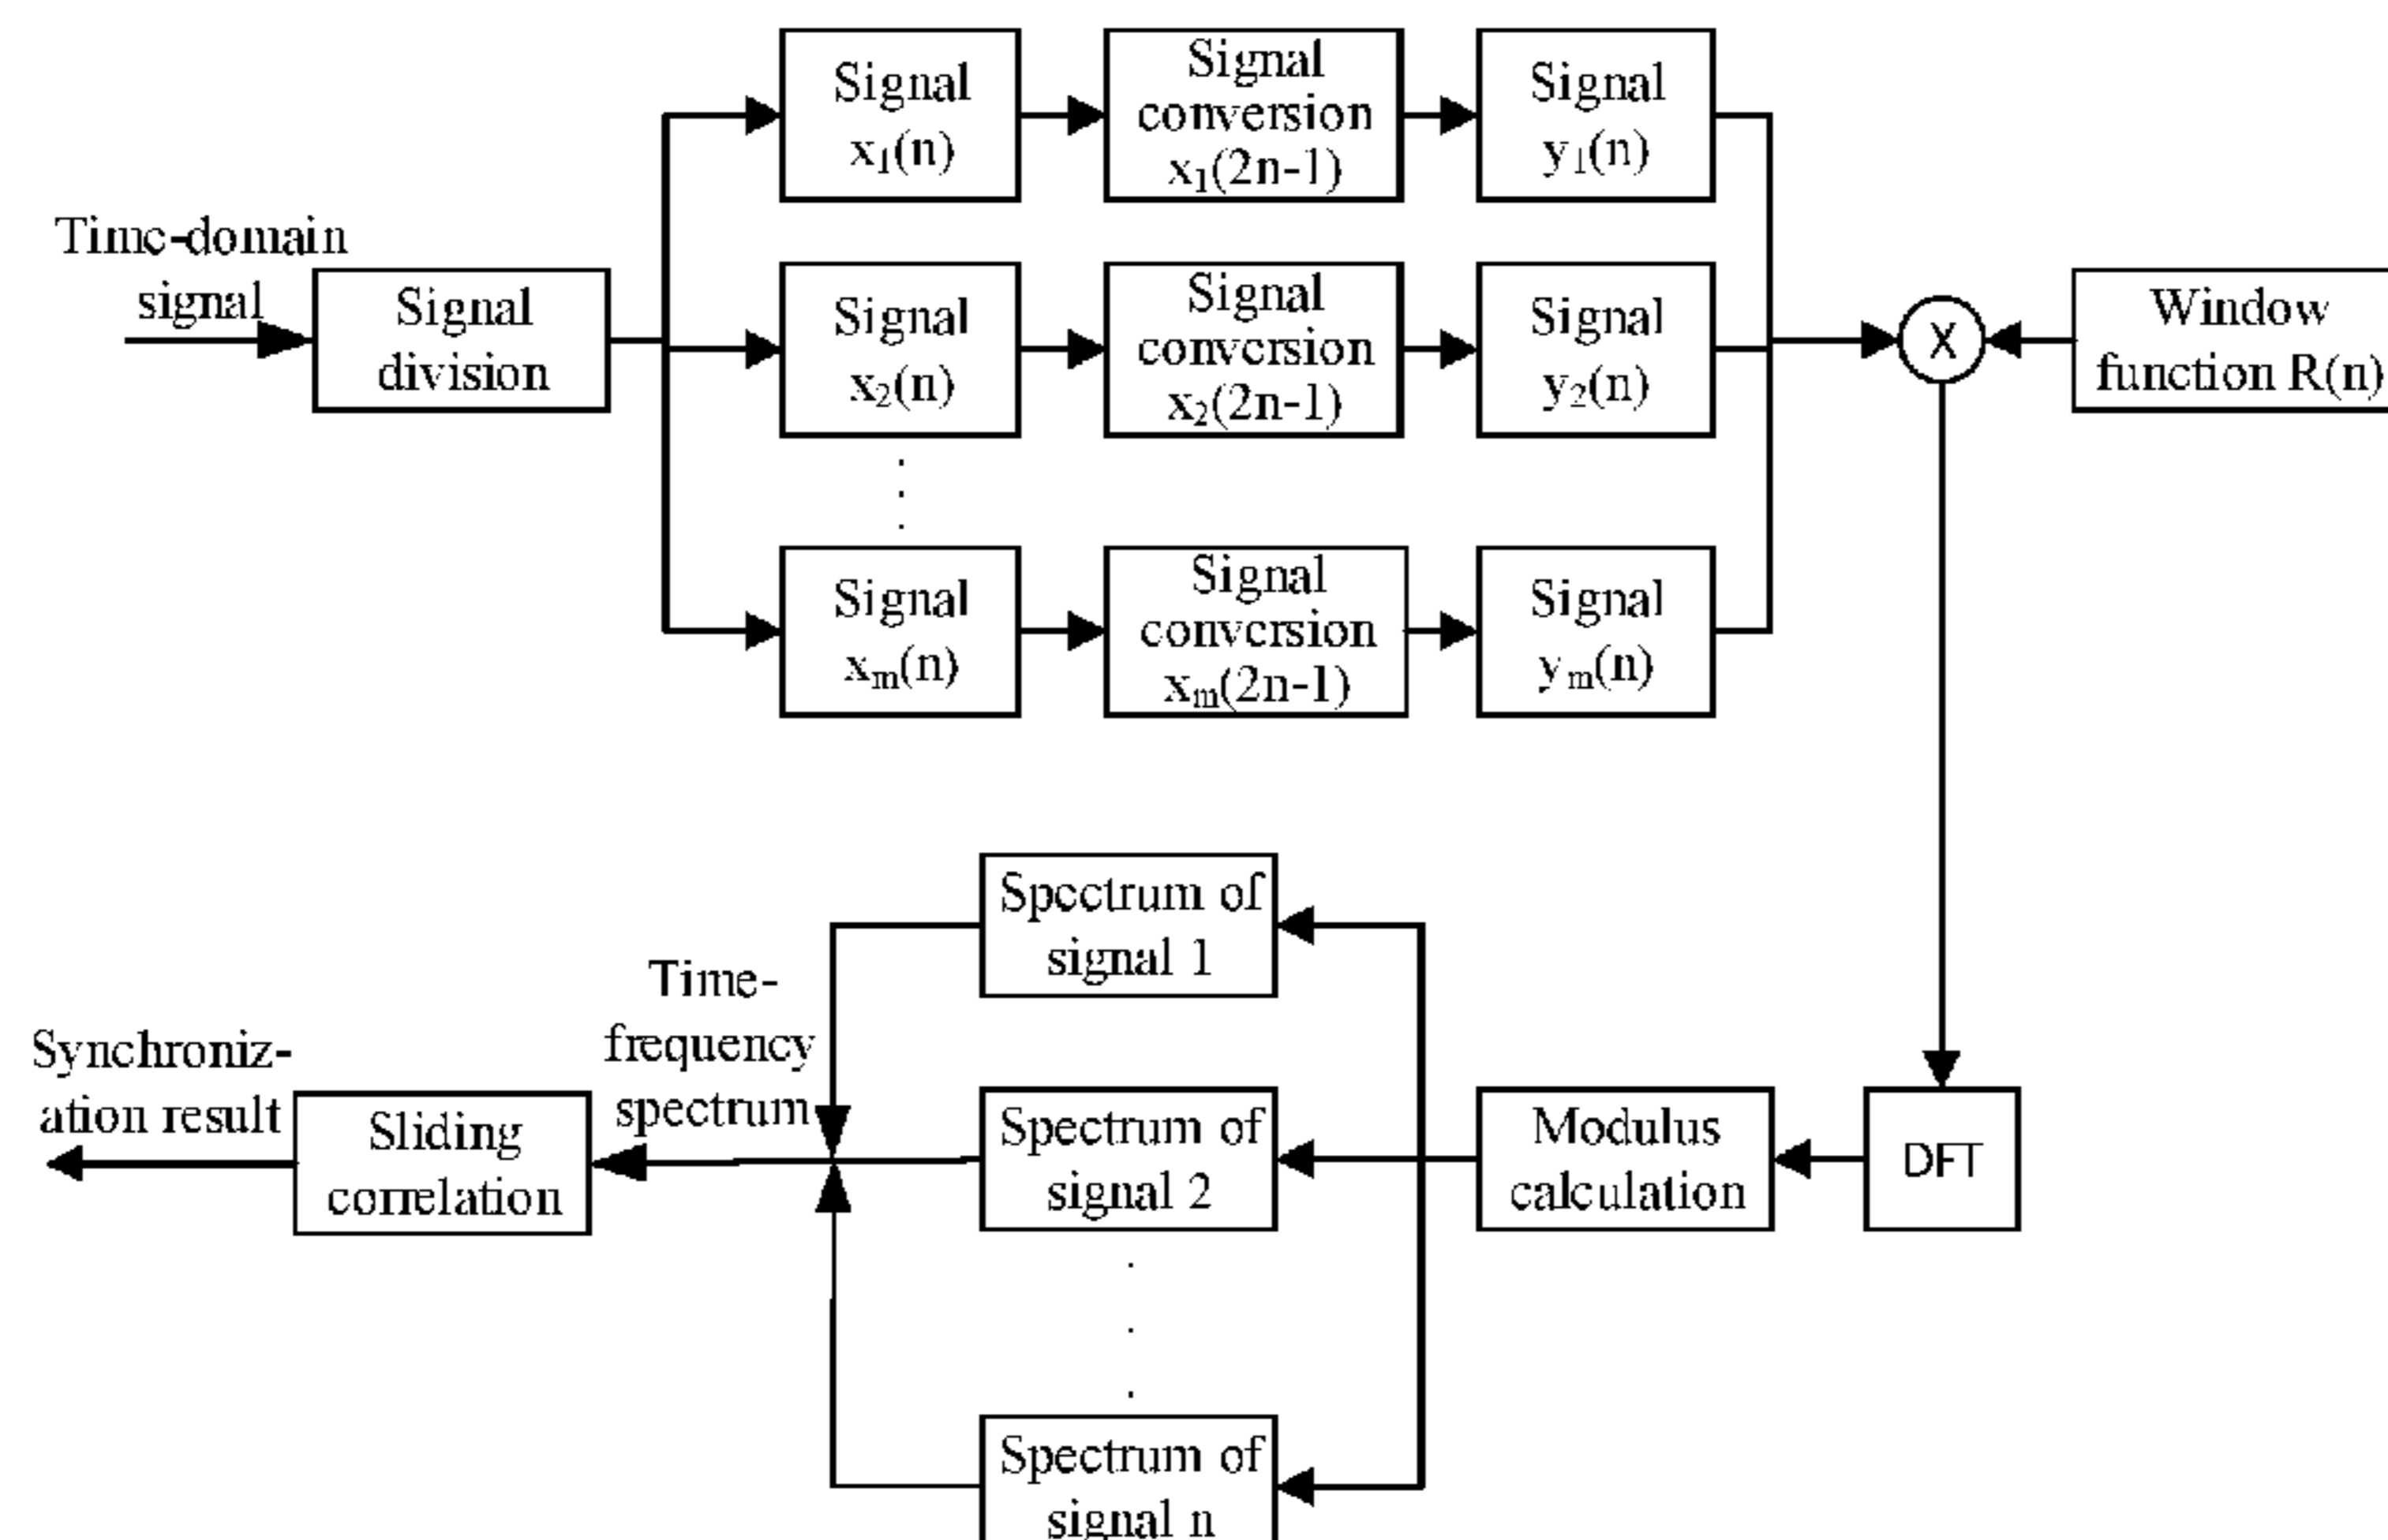 Time-domain
signal
Signal
division
Signal
x₁(n)
Signal
conversion
x₁(2n-1)
Signal
y₁(n)
Signal
x₂(n)
Signal
conversion
x₂(2n-1)
Signal
y₂(n)
.
.
.
Signal
xₘ(n)
Signal
conversion
xₘ(2n-1)
Signal
yₘ(n)
X
Window
function R(n)
DFT
Modulus
calculation
Spectrum of
signal 1
Spectrum of
signal 2
.
.
.
Spectrum of
signal n
Time-
frequency
spectrum
Sliding
correlation
Synchroniz-
ation result